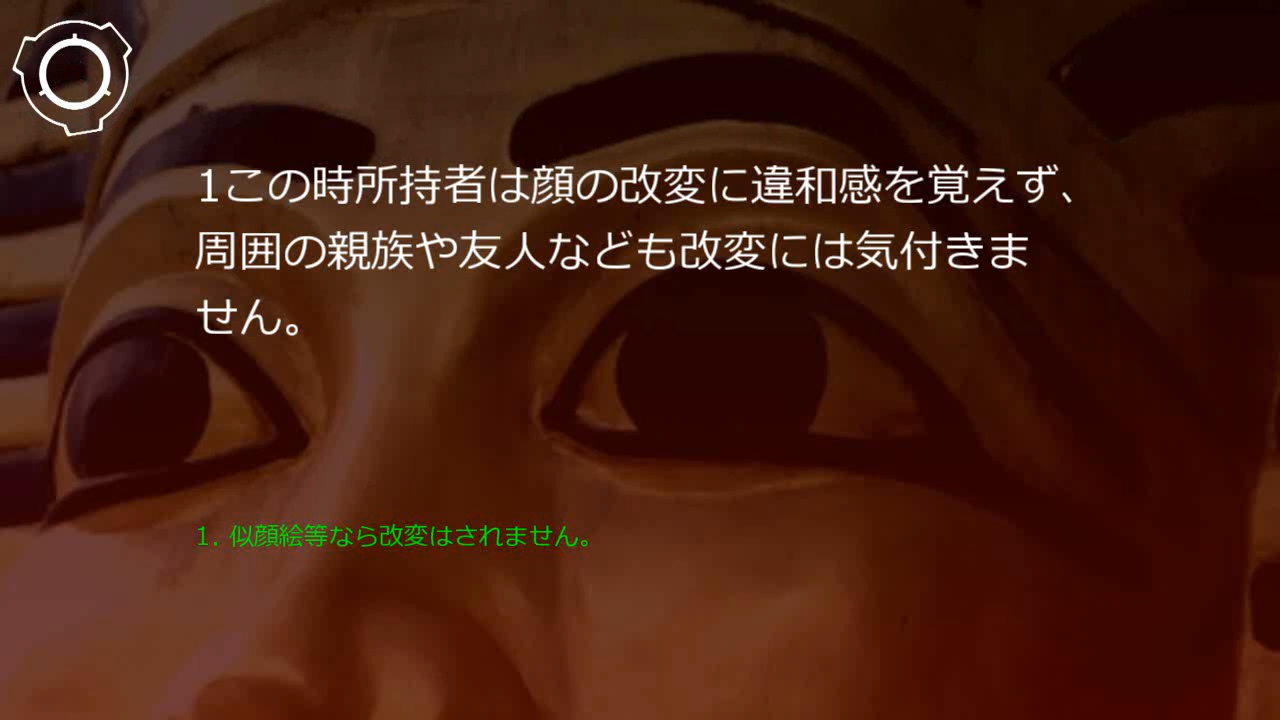 1この時所持者は顔の改変に違和感を覚えず、
周囲の親族や友人なども改変には気付きま
せん。
1. 似顔絵等なら改変はされません。